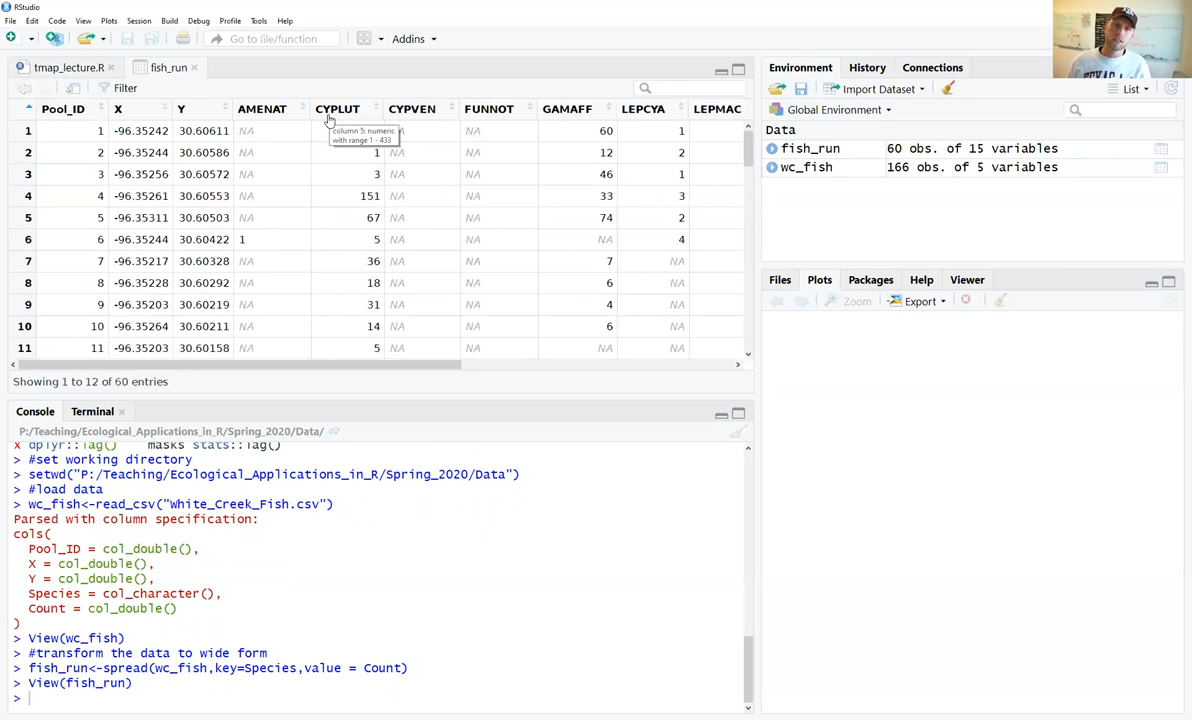 RStudio
File Edit Code View Plots Session Build Debug Profile Tools Help
Go to file/function Addins
tmap_lecture.R fish_run
Filter
Pool_ID X Y AMENAT CYPLUT CYPVEN FUNNOT GAMAFF LEPCYA LEPMAC
1 1 -96.35242 30.60611 NA NA 60 1
column 5: numeric
with range 1 - 433
2 2 -96.35244 30.60586 NA 1 NA NA 12 2
3 3 -96.35256 30.60572 NA 3 NA NA 46 1
4 4 -96.35261 30.60553 NA 151 NA NA 33 3
5 5 -96.35311 30.60503 NA 67 NA NA 74 2
6 6 -96.35244 30.60422 1 5 NA NA NA 4
7 7 -96.35217 30.60328 NA 36 NA NA 7 NA
8 8 -96.35228 30.60292 NA 18 NA NA 6 NA
9 9 -96.35203 30.60219 NA 31 NA NA 4 NA
10 10 -96.35264 30.60211 NA 14 NA NA 6 NA
11 11 -96.35203 30.60158 NA 5 NA NA NA NA
Showing 1 to 12 of 60 entries
Console Terminal
P:/Teaching/Ecological_Applications_in_R/Spring_2020/Data/
x dplyr::lag() masks stats::lag()
> #set working directory
> setwd("P:/Teaching/Ecological_Applications_in_R/Spring_2020/Data")
> #load data
> wc_fish<-read_csv("White_Creek_Fish.csv")
Parsed with column specification:
cols(
Pool_ID = col_double(),
X = col_double(),
Y = col_double(),
Species = col_character(),
Count = col_double()
)
> View(wc_fish)
> #transform the data to wide form
> fish_run<-spread(wc_fish,key=Species,value = Count)
> View(fish_run)
>
Environment History Connections
Import Dataset List
Global Environment
Data
fish_run 60 obs. of 15 variables
wc_fish 166 obs. of 5 variables
Files Plots Packages Help Viewer
Zoom Export